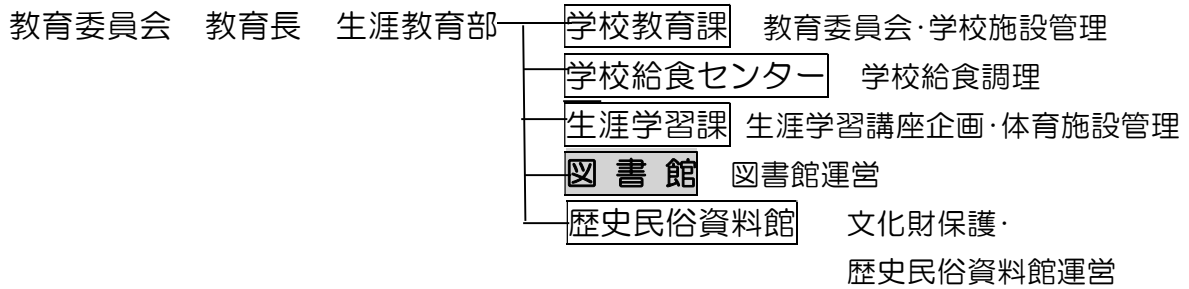 教育委員会　教育長　生涯教育部　学校教育課　教育委員会・学校施設管理
学校給食センター　学校給食調理
生涯学習課　生涯学習講座企画・体育施設管理
図 書 館　図書館運営
歴史民俗資料館　文化財保護・
歴史民俗資料館運営